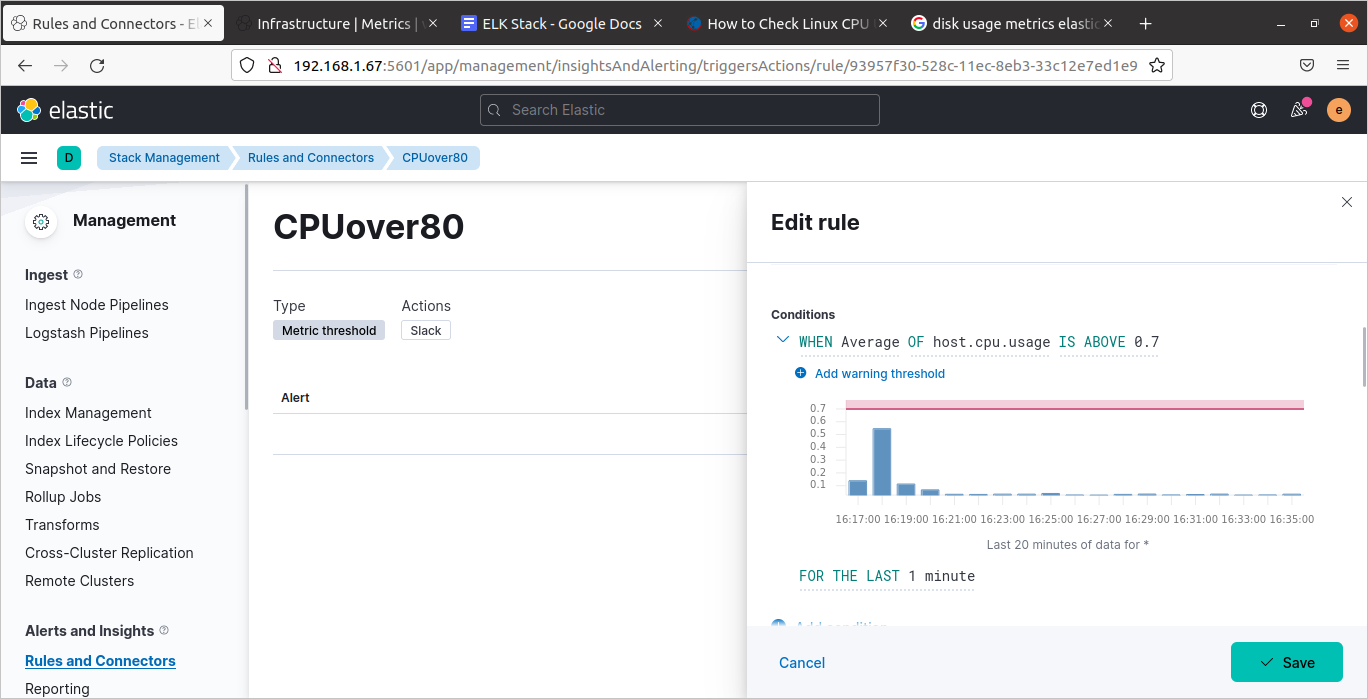 Rules and Connectors - El
Infrastructure | Metrics |
ELK Stack - Google Docs
How to Check Linux CPU
disk usage metrics elastic
192.168.1.67:5601/app/management/insightsAndAlerting/triggersActions/rule/93957f30-528c-11ec-8eb3-33c12e7ed1e9
elastic
Search Elastic
e
D
Stack Management
Rules and Connectors
CPUover80
Management
Ingest
Ingest Node Pipelines
Logstash Pipelines
Data
Index Management
Index Lifecycle Policies
Snapshot and Restore
Rollup Jobs
Transforms
Cross-Cluster Replication
Remote Clusters
Alerts and Insights
Rules and Connectors
Reporting
CPUover80
Type
Actions
Metric threshold
Slack
Alert
Edit rule
Conditions
WHEN Average OF host.cpu.usage IS ABOVE 0.7
Add warning threshold
0.7
0.6
0.5
0.4
0.3
0.2
0.1
16:17:00 16:19:00 16:21:00 16:23:00 16:25:00 16:27:00 16:29:00 16:31:00 16:33:00 16:35:00
Last 20 minutes of data for *
FOR THE LAST 1 minute
Add condition
Cancel
Save